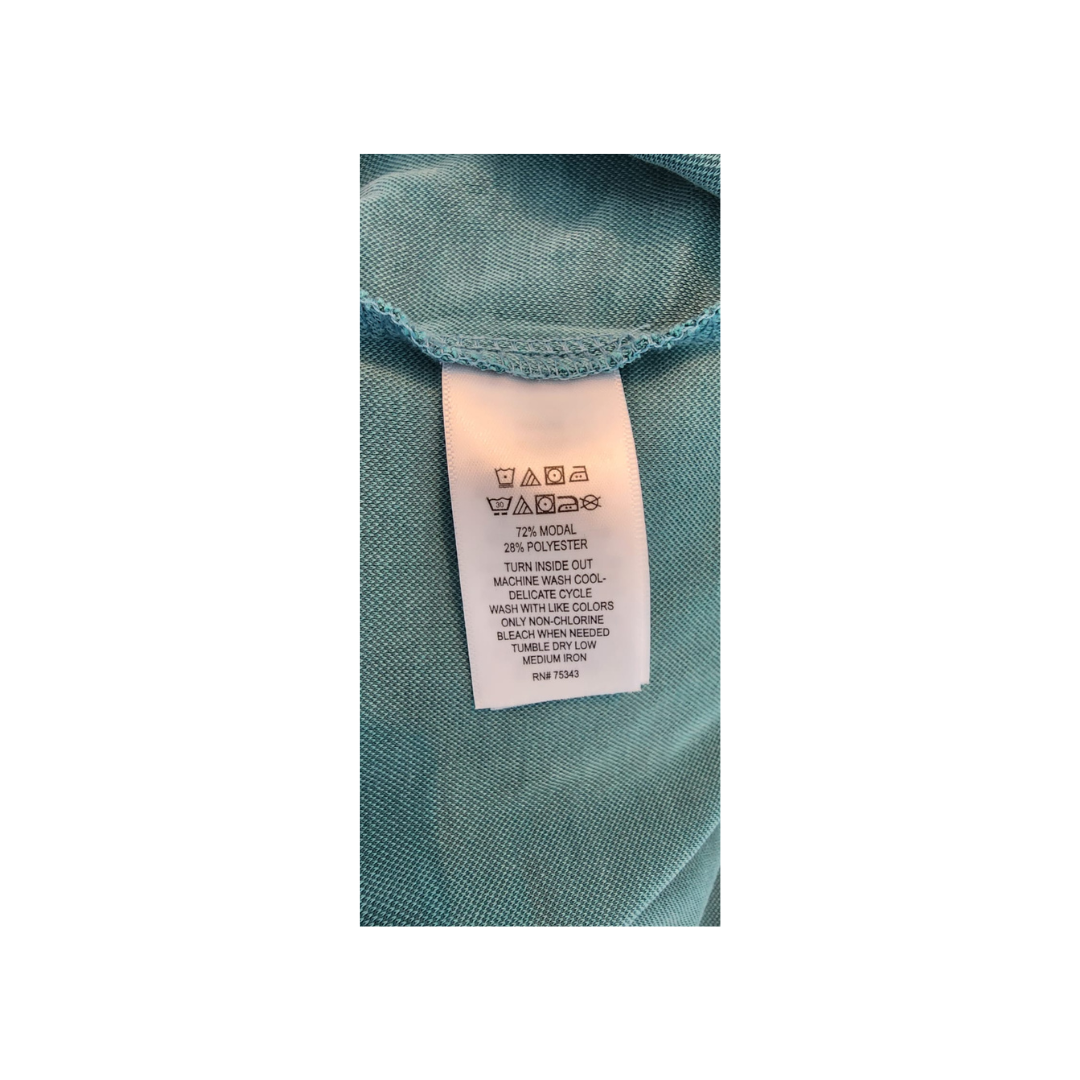 30
72% MODAL
28% POLYESTER
TURN INSIDE OUT
MACHINE WASH COOL-
DELICATE CYCLE
WASH WITH LIKE COLORS
ONLY NON-CHLORINE
BLEACH WHEN NEEDED
TUMBLE DRY LOW
MEDIUM IRON
RN# 75343